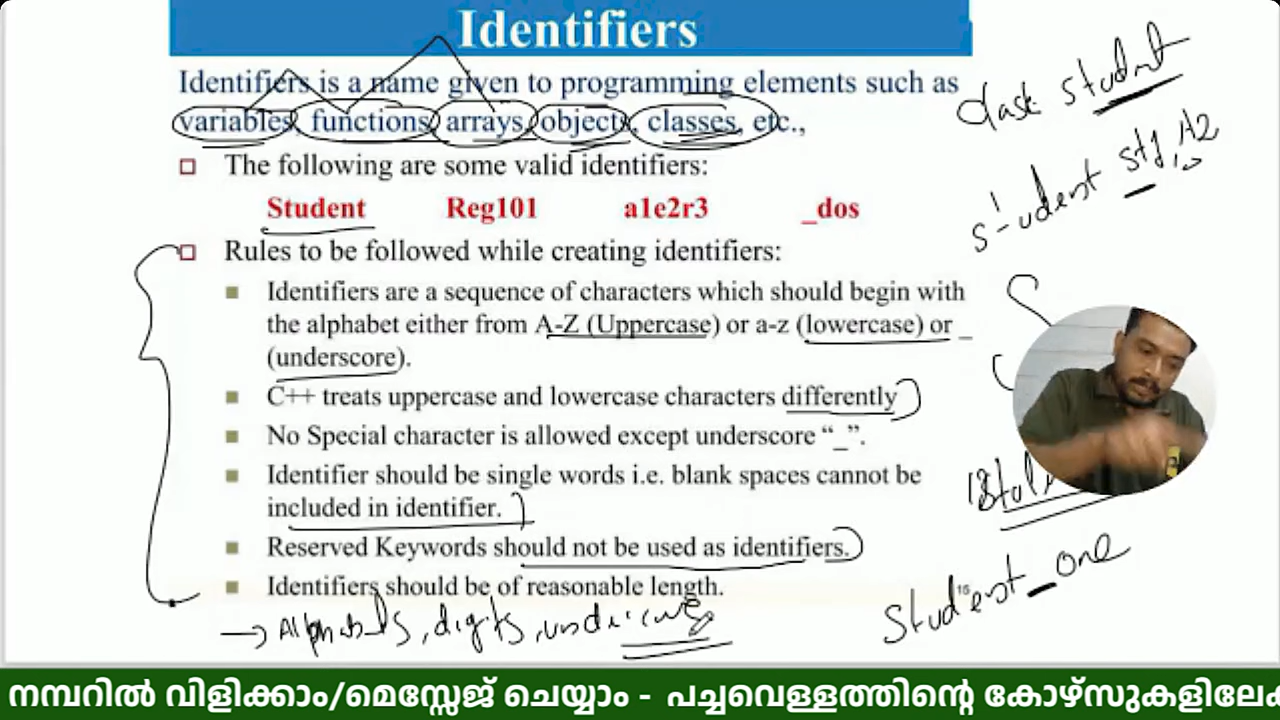 Identifiers
Identifiers is a name given to programming elements such as
variables, functions, arrays, objects, classes, etc.,
The following are some valid identifiers:
Student Reg101 a1e2r3 _dos
Rules to be followed while creating identifiers:
Identifiers are a sequence of characters which should begin with
the alphabet either from A-Z (Uppercase) or a-z (lowercase) or _
(underscore).
C++ treats uppercase and lowercase characters differently
No Special character is allowed except underscore “_”.
Identifier should be single words i.e. blank spaces cannot be
included in identifier.
Reserved Keywords should not be used as identifiers.
Identifiers should be of reasonable length.
→ Alphabets, digits, underscore
student
student
student_one
നമ്പറിൽ വിളിക്കാം/മെസ്സേജ് ചെയ്യാം - പച്ചവെള്ളത്തിന്റെ കോഴ്സുകളിലേക